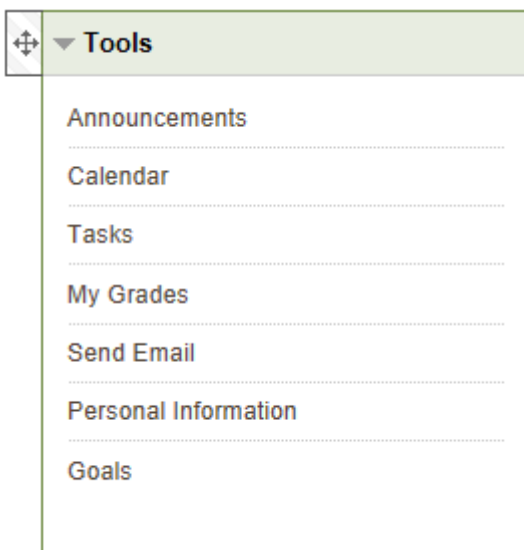 Tools
Announcements
Calendar
Tasks
My Grades
Send Email
Personal Information
Goals